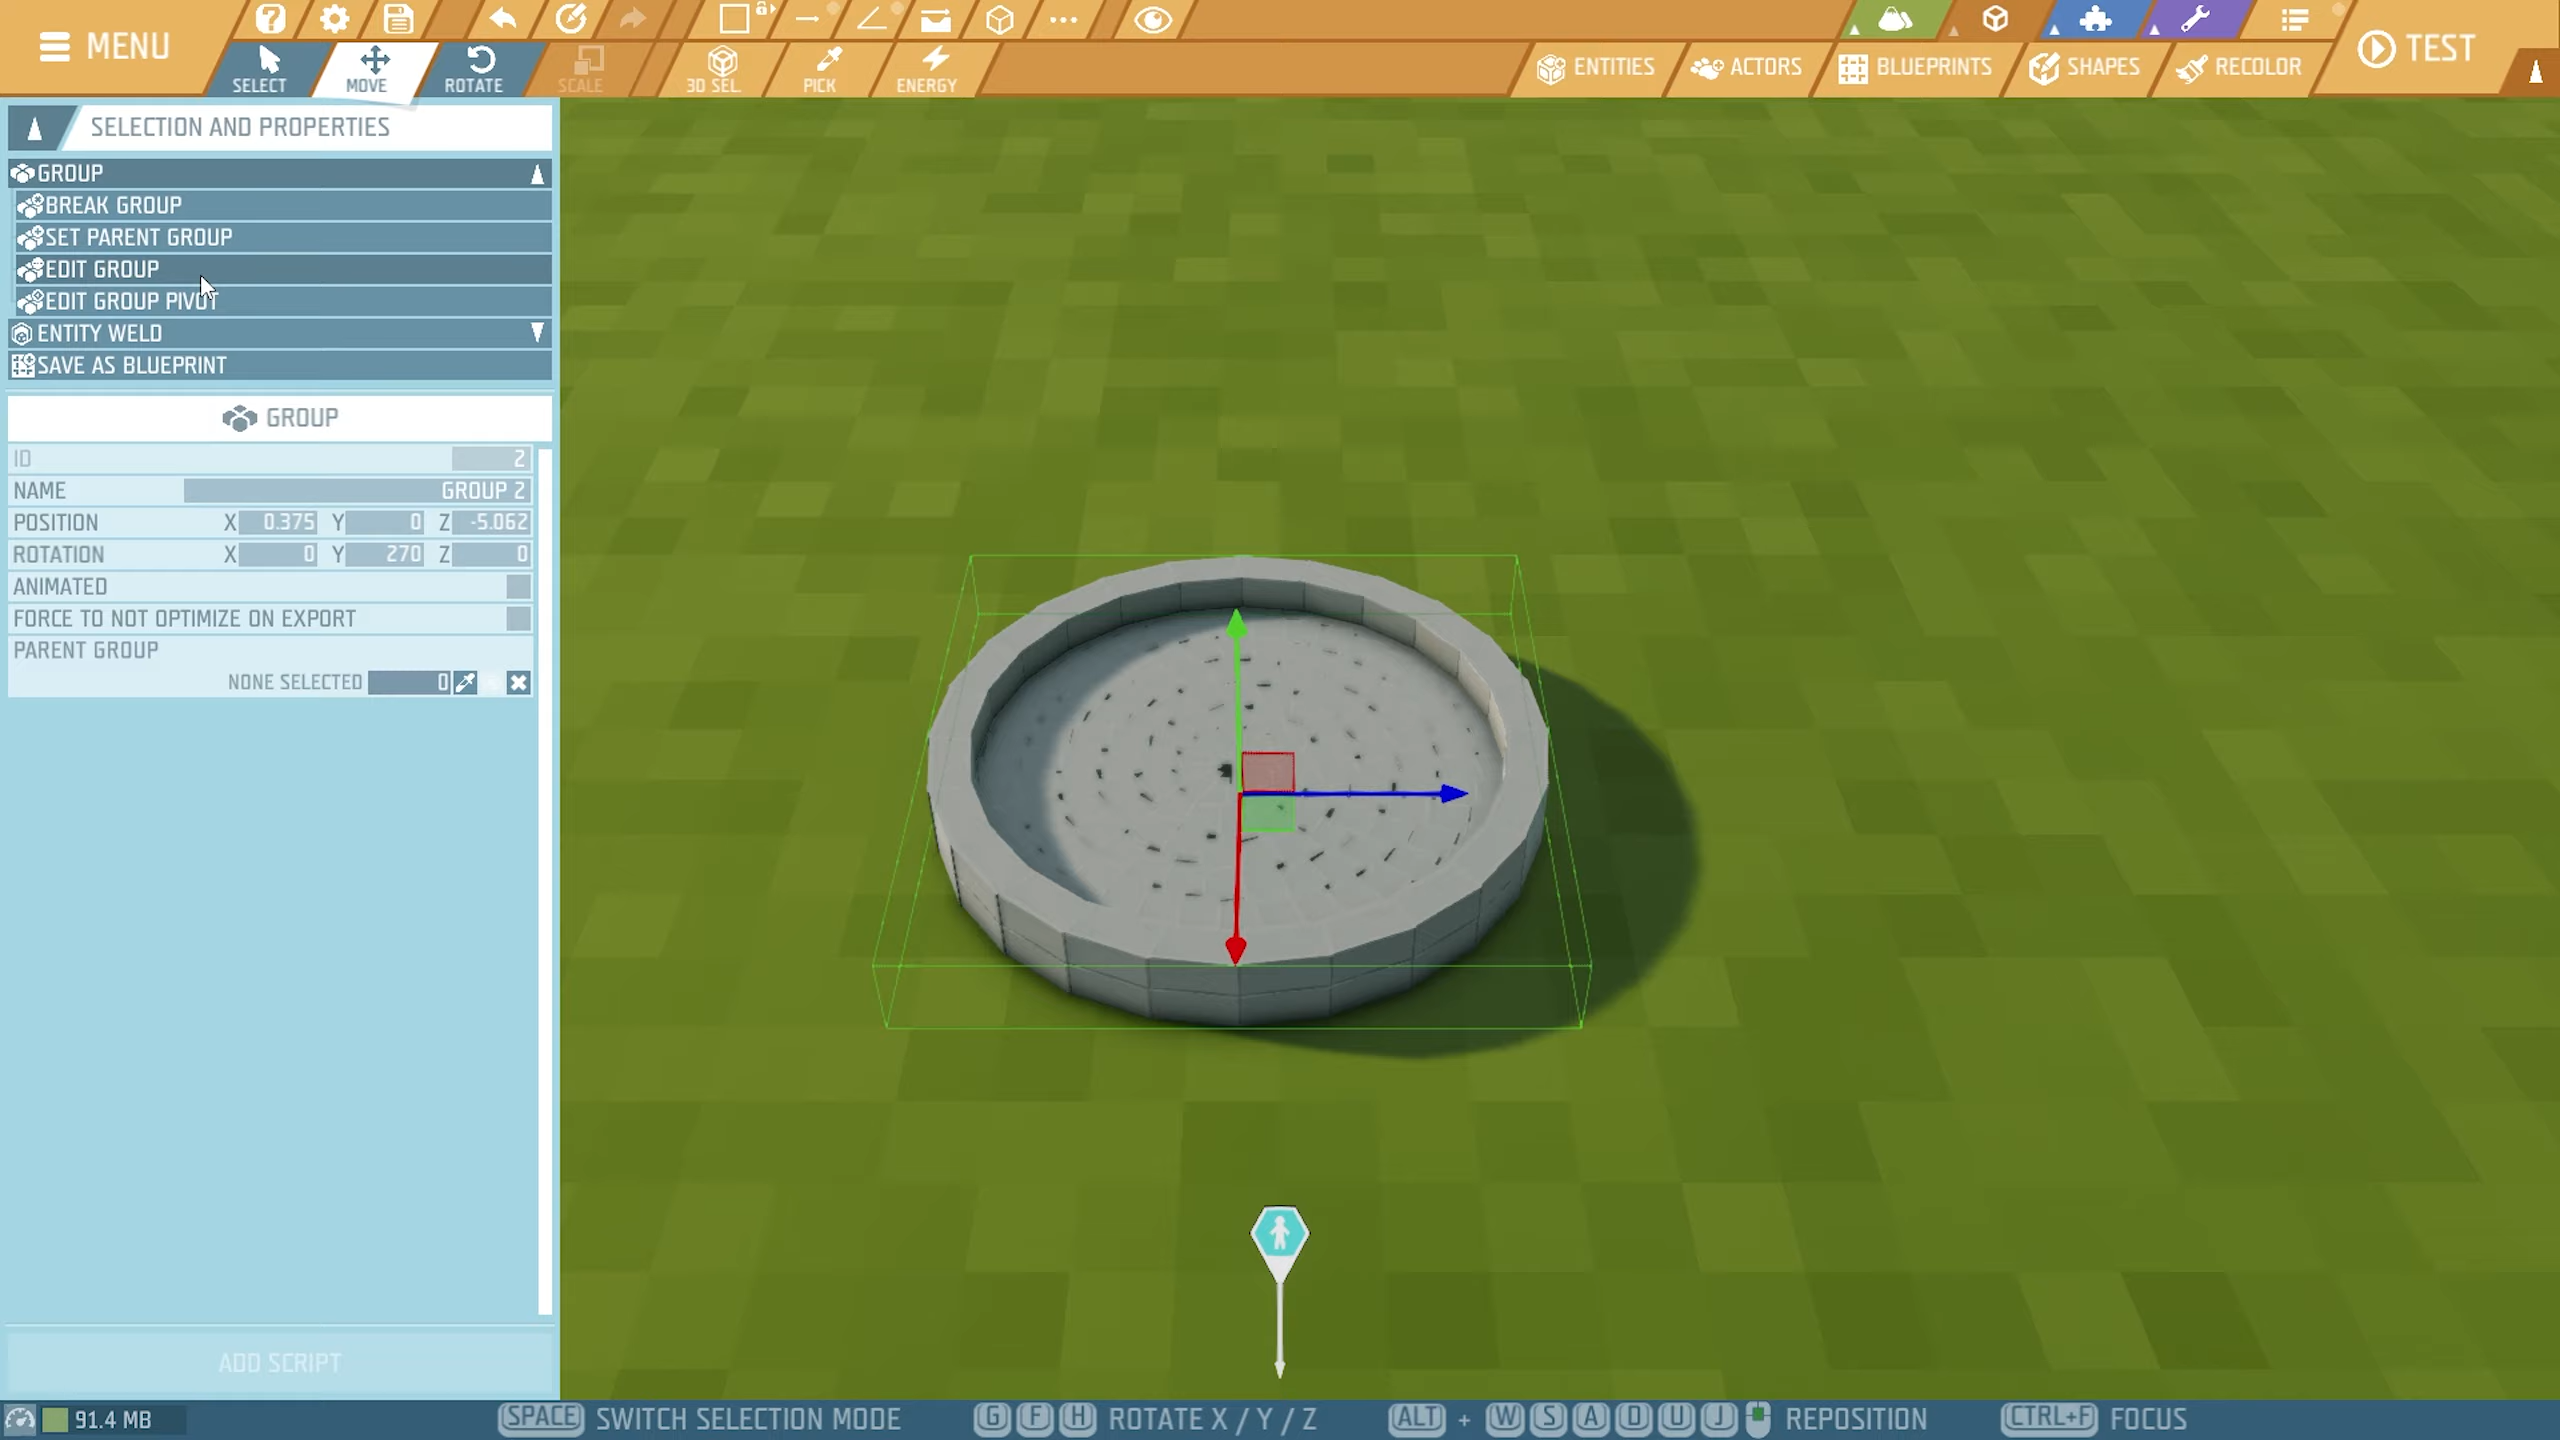 MENU
SELECT
MOVE
ROTATE
SCALE
3D SEL.
PICK
ENERGY
ENTITIES
ACTORS
BLUEPRINTS
SHAPES
RECOLOR
TEST
SELECTION AND PROPERTIES
GROUP
BREAK GROUP
SET PARENT GROUP
EDIT GROUP
EDIT GROUP PIVOT
ENTITY WELD
SAVE AS BLUEPRINT
GROUP
ID 2
NAME GROUP 2
POSITION X 0.375 Y 0 Z -5.062
ROTATION X 0 Y 270 Z 0
ANIMATED
FORCE TO NOT OPTIMIZE ON EXPORT
PARENT GROUP
NONE SELECTED 0
ADD SCRIPT
91.4 MB
SPACE SWITCH SELECTION MODE
G F H ROTATE X / Y / Z
ALT + W S A D U J REPOSITION
CTRL+F FOCUS